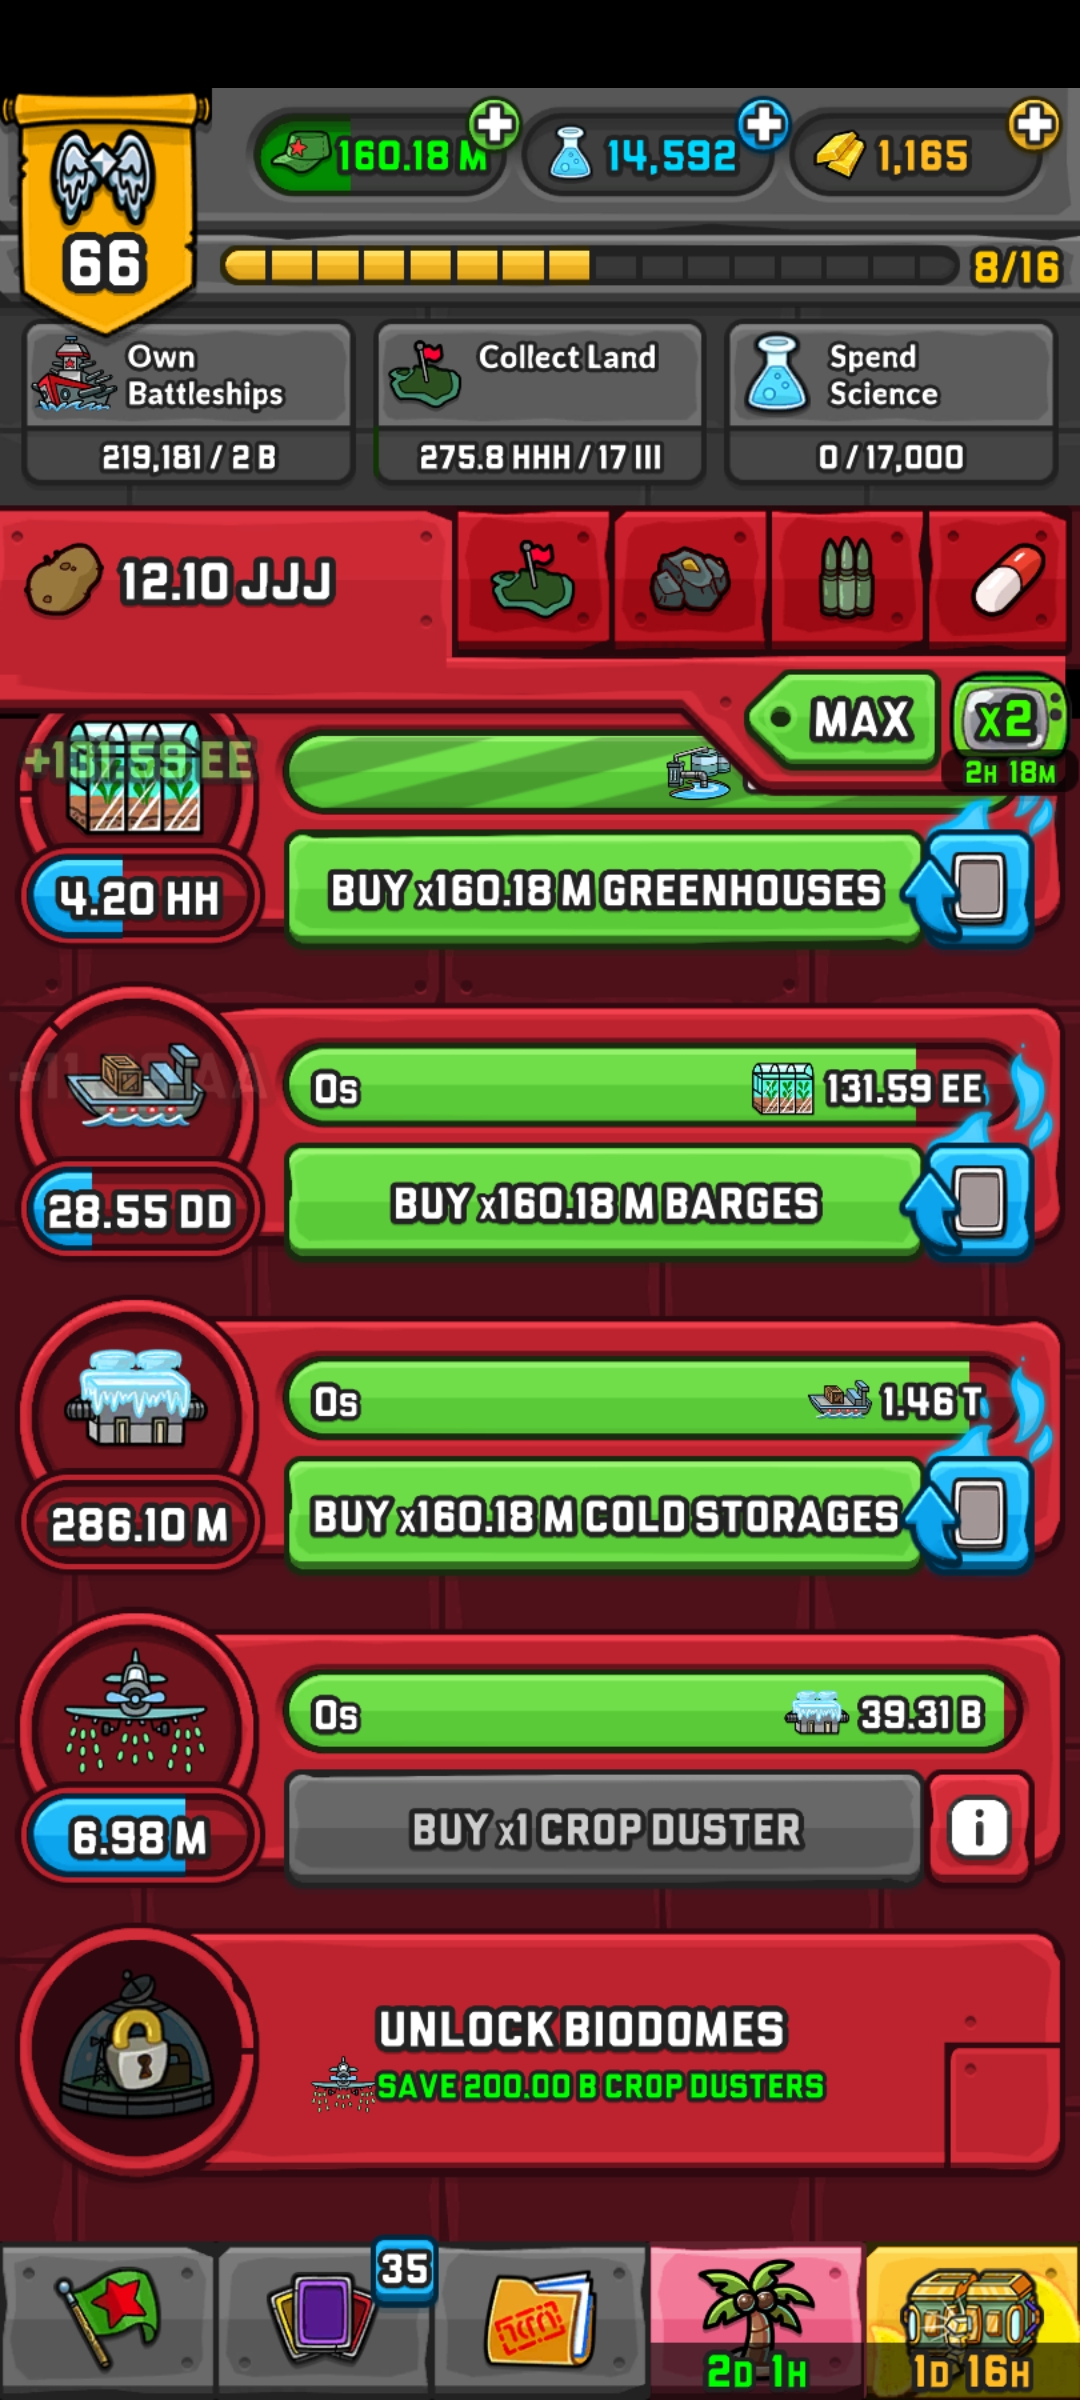 160.18 M
14,592
1,165
66
8/16
Own
Battleships
219,181 / 2 B
Collect Land
275.8 HHH / 17 III
Spend
Science
0 / 17,000
12.10 JJJ
MAX
x2
2H 18M
+131.59 EE
4.20 HH
BUY x160.18 M GREENHOUSES
0s
131.59 EE
28.55 DD
BUY x160.18 M BARGES
0s
1.46 T
286.10 M
BUY x160.18 M COLD STORAGES
0s
39.31 B
6.98 M
BUY x1 CROP DUSTER
i
UNLOCK BIODOMES
SAVE 200.00 B CROP DUSTERS
35
2D 1H
1D 16H